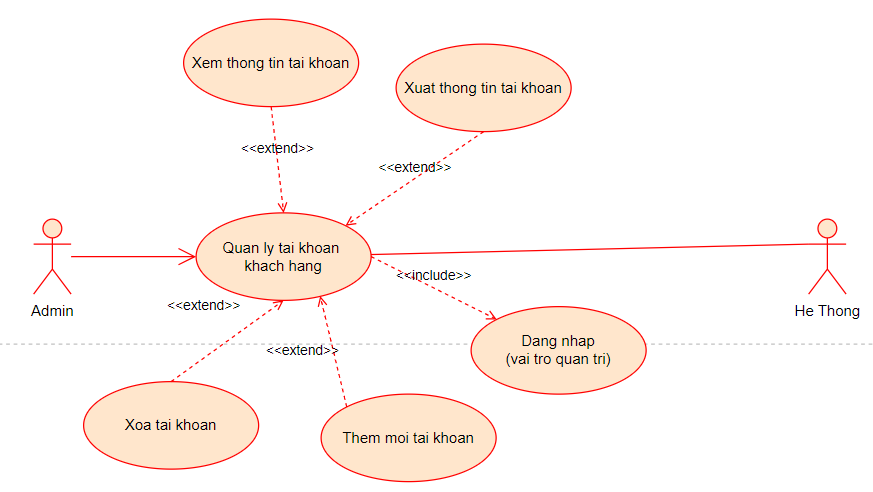 Xem thong tin tai khoan
Xuat thong tin tai khoan
<<extend>>
<<extend>>
Quan ly tai khoan
khach hang
<<include>>
Admin
He Thong
<<extend>>
Dang nhap
(vai tro quan tri)
<<extend>>
Xoa tai khoan
Them moi tai khoan